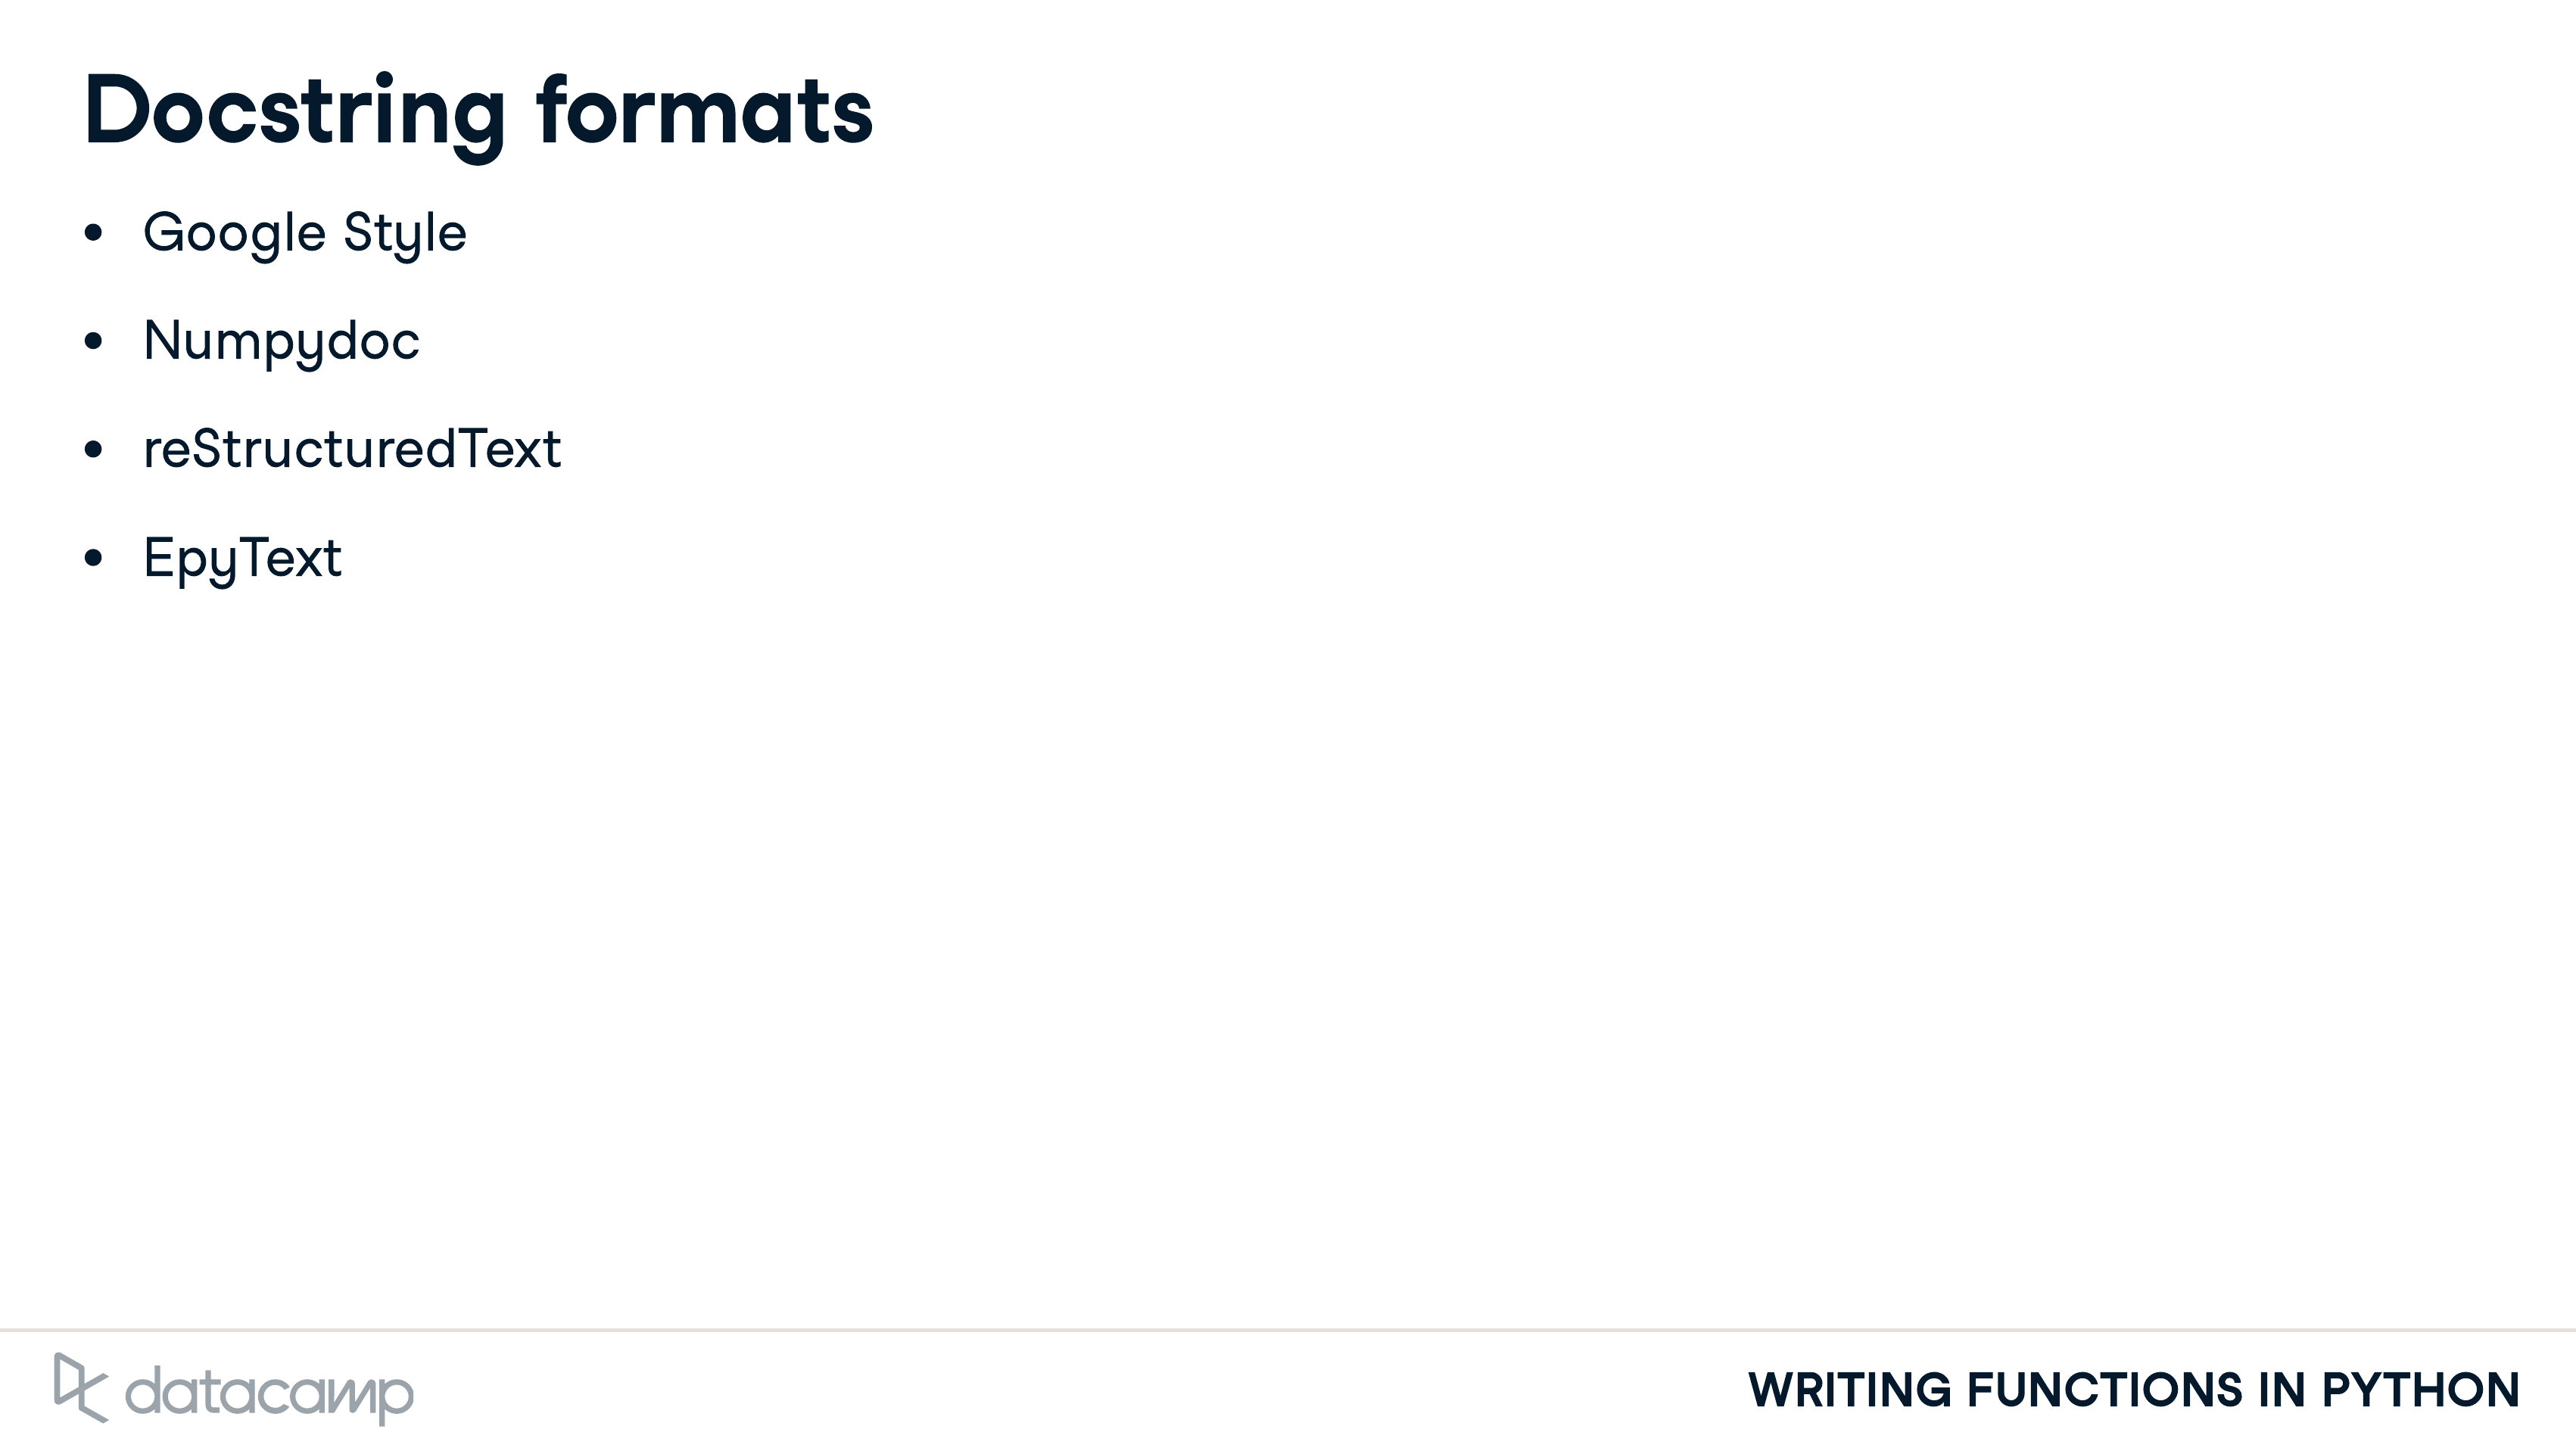 Docstring formats
• Google Style
• Numpydoc
• reStructuredText
• EpyText
datacamp
WRITING FUNCTIONS IN PYTHON